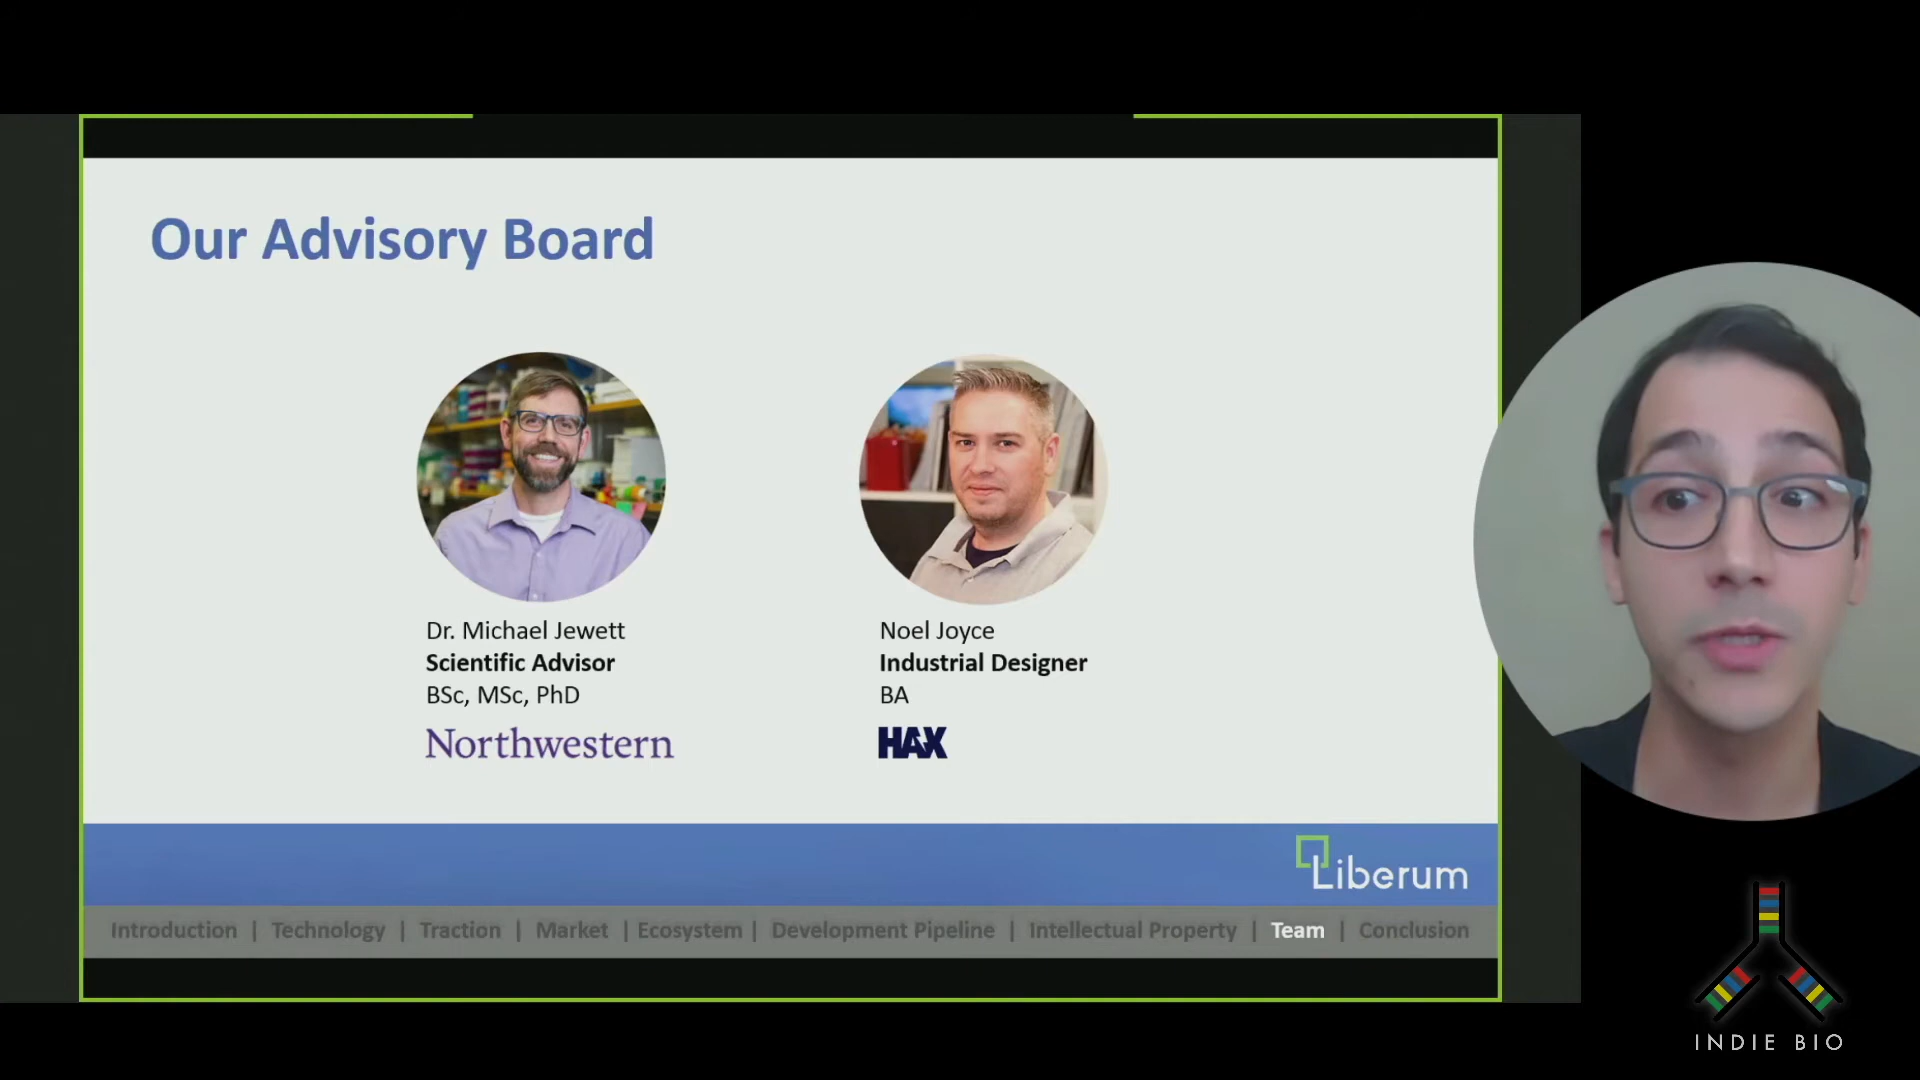 Our Advisory Board
Dr. Michael Jewett
Scientific Advisor
BSc, MSc, PhD
Northwestern
Noel Joyce
Industrial Designer
BA
HAX
Liberum
Introduction | Technology | Traction | Market | Ecosystem | Development Pipeline | Intellectual Property | Team | Conclusion
INDIE BIO